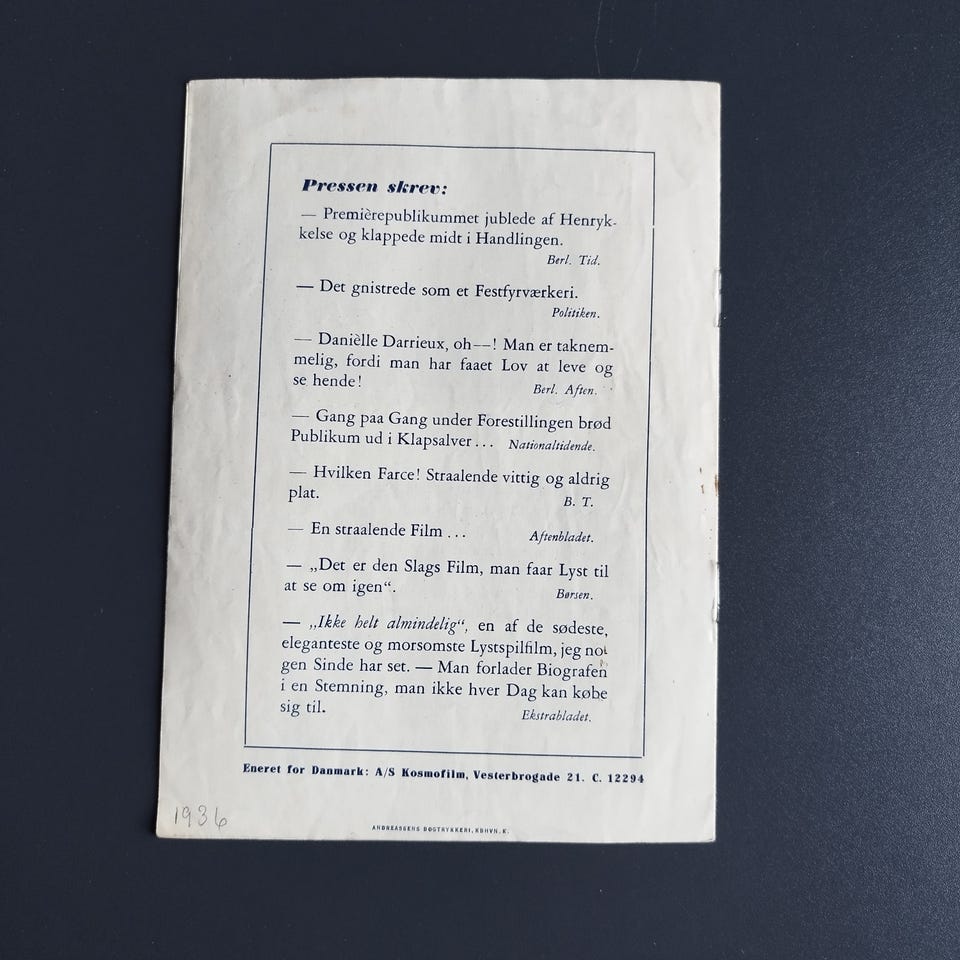 Pressen skrev:
— Premièrepublikummet jublede af Henryk-
kelse og klappede midt i Handlingen.
Berl. Tid.
— Det gnistrede som et Festfyrværkeri.
Politiken.
— Danièlle Darrieux, oh——! Man er taknem-
melig, fordi man har faaet Lov at leve og
se hende!
Berl. Aften.
— Gang paa Gang under Forestillingen brød
Publikum ud i Klapsalver... Nationaltidende.
— Hvilken Farce! Straalende vittig og aldrig
plat.
B. T.
— En straalende Film... Aftenbladet.
— „Det er den Slags Film, man faar Lyst til
at se om igen“.
Børsen.
— „Ikke helt almindelig“, en af de sødeste,
eleganteste og morsomste Lystspilfilm, jeg no-
gen Sinde har set. — Man forlader Biografen
i en Stemning, man ikke hver Dag kan købe
sig til.
Ekstrabladet.
Eneret for Danmark: A/S Kosmofilm, Vesterbrogade 21. C. 12294
1936
ANDREASSENS BOGTRYKKERI, KBHVN. K.